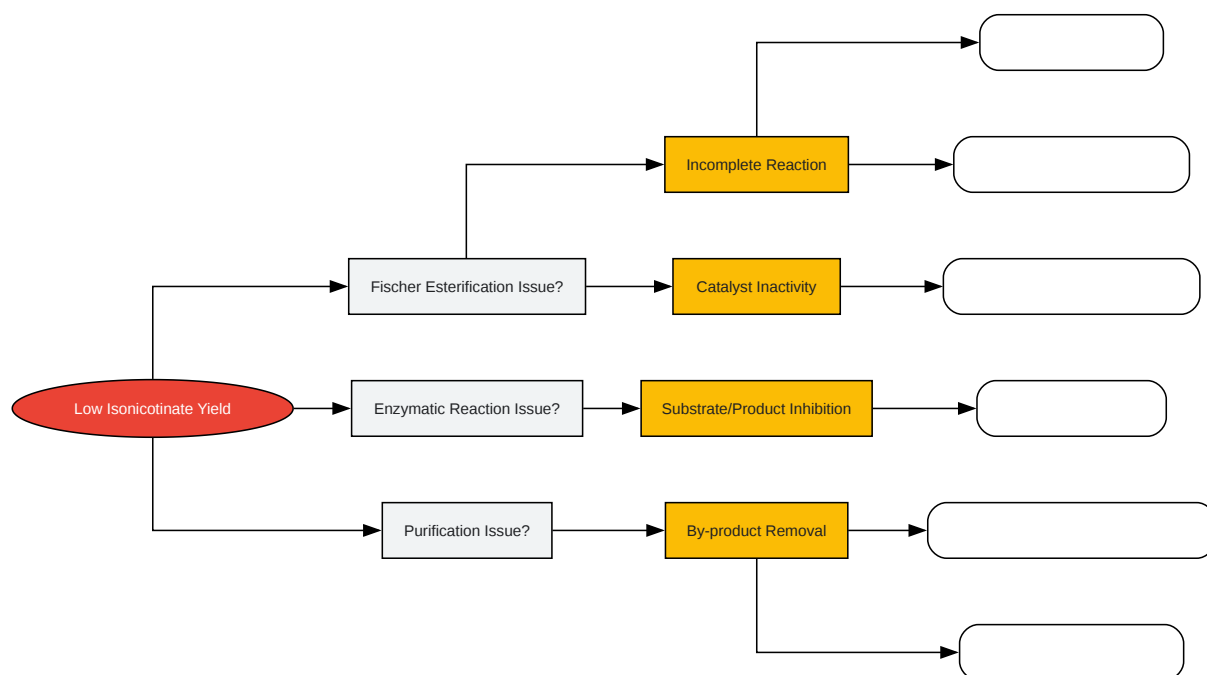 Incomplete Reaction
Fischer Esterification Issue?
Catalyst Inactivity
Low Isonicotinate Yield
Enzymatic Reaction Issue?
Substrate/Product Inhibition
Purification Issue?
By-product Removal